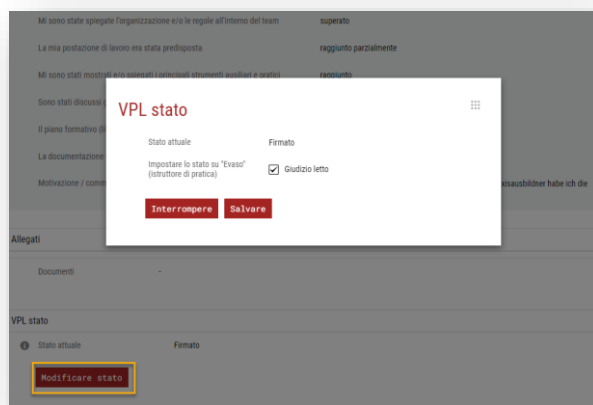 Mi sono state spiegate l'organizzazione e/o le regole all'interno del team superato
La mia postazione di lavoro era stata predisposta raggiunto parzialmente
Mi sono stati mostrati e/o spiegati i principali strumenti ausiliari e pratici raggiunto
Sono stati discussi
Il piano formativo
La documentazione
Motivazione / comm
xisausbildner habe ich die
VPL stato
Stato attuale Firmato
Impostare lo stato su "Evaso" Giudizio letto
(istruttore di pratica)
Interrompere Salvare
Allegati
Documenti -
VPL stato
Stato attuale Firmato
Modificare stato